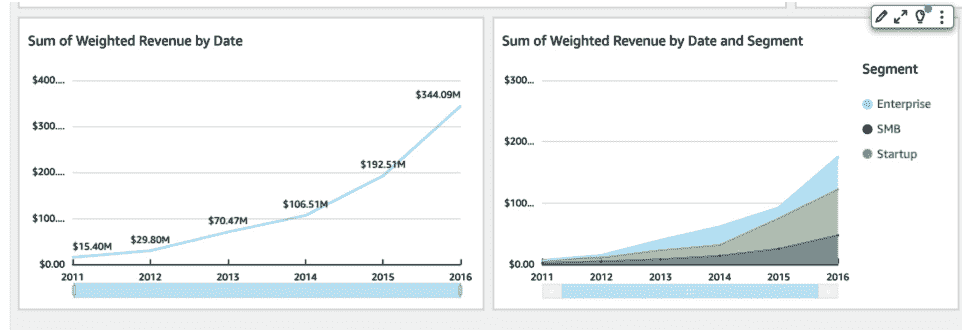 Sum of Weighted Revenue by Date
$400....
$300....
$200....
$100....
$0.00
$15.40M
$29.80M
$70.47M
$106.51M
$192.51M
$344.09M
2011 2012 2013 2014 2015 2016
Sum of Weighted Revenue by Date and Segment
$300...
$200...
$100...
$0.00
2011 2012 2013 2014 2015 2016
Segment
Enterprise
SMB
Startup